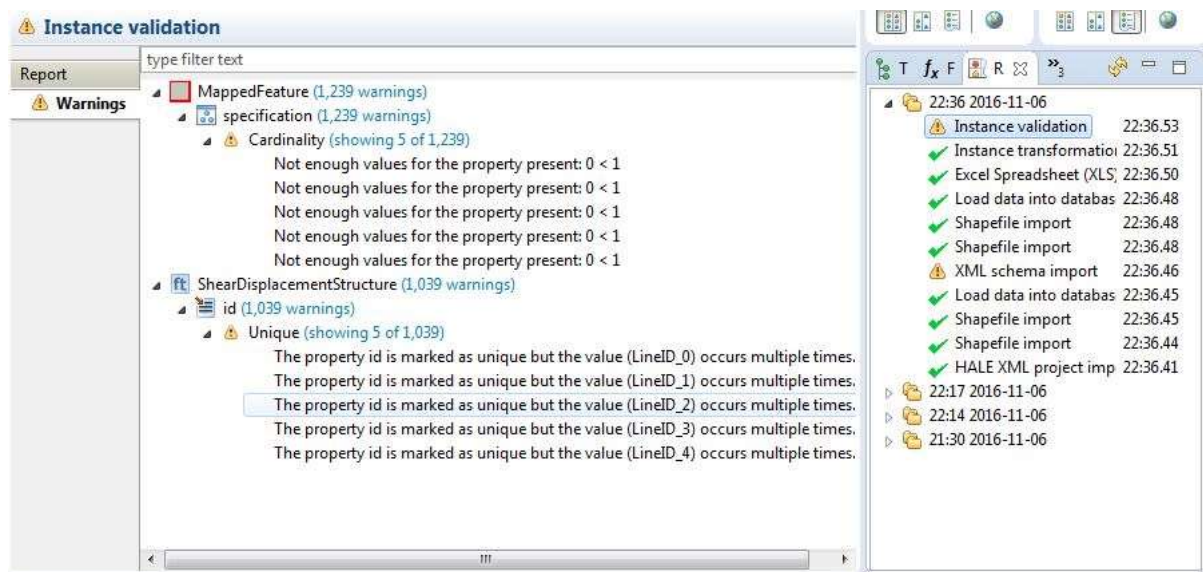 Instance validation
Report
Warnings
type filter text
MappedFeature (1,239 warnings)
specification (1,239 warnings)
Cardinality (showing 5 of 1,239)
Not enough values for the property present: 0 < 1
Not enough values for the property present: 0 < 1
Not enough values for the property present: 0 < 1
Not enough values for the property present: 0 < 1
Not enough values for the property present: 0 < 1
ft ShearDisplacementStructure (1,039 warnings)
id (1,039 warnings)
Unique (showing 5 of 1,039)
The property id is marked as unique but the value (LineID_0) occurs multiple times.
The property id is marked as unique but the value (LineID_1) occurs multiple times.
The property id is marked as unique but the value (LineID_2) occurs multiple times.
The property id is marked as unique but the value (LineID_3) occurs multiple times.
The property id is marked as unique but the value (LineID_4) occurs multiple times.
T fx F R »3
22:36 2016-11-06
Instance validation 22:36.53
Instance transformatio 22:36.51
Excel Spreadsheet (XLS 22:36.50
Load data into databas 22:36.48
Shapefile import 22:36.48
Shapefile import 22:36.48
XML schema import 22:36.46
Load data into databas 22:36.45
Shapefile import 22:36.45
Shapefile import 22:36.44
HALE XML project imp 22:36.41
22:17 2016-11-06
22:14 2016-11-06
21:30 2016-11-06